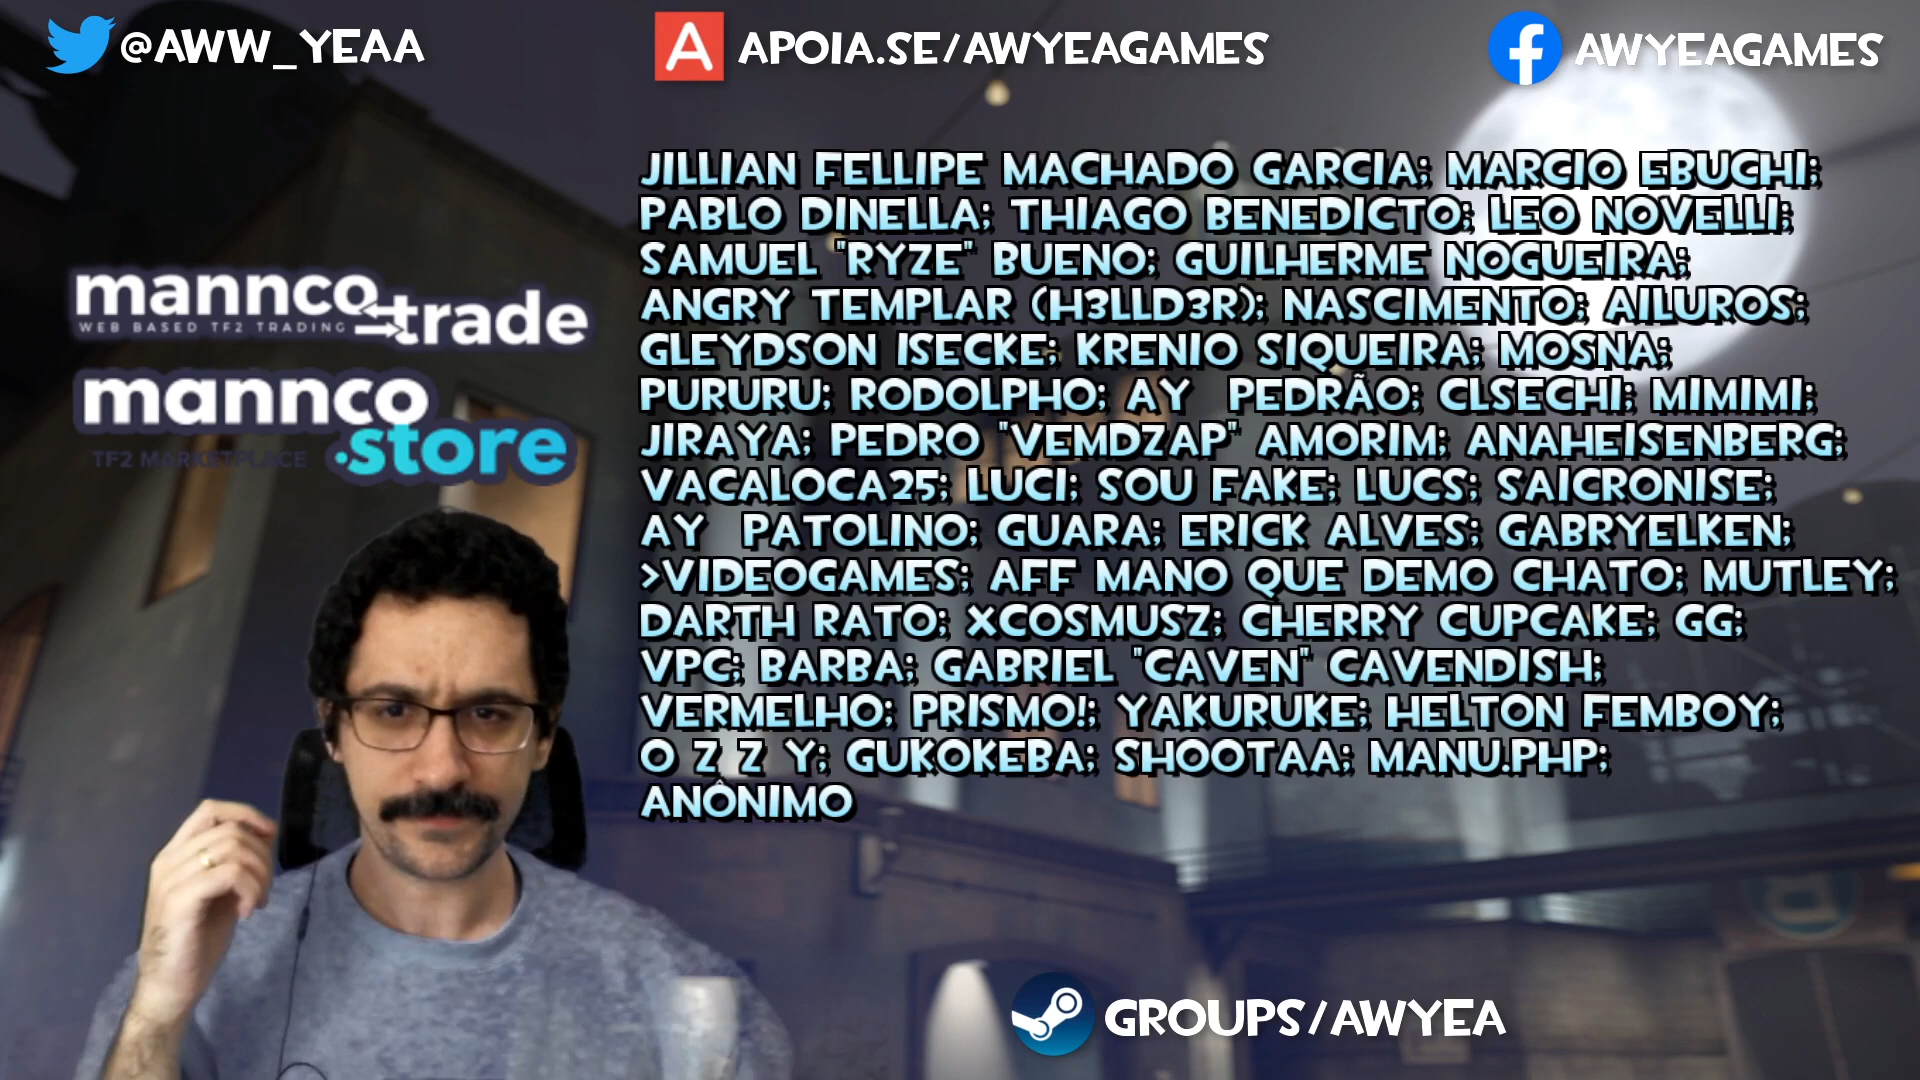 @AWW_YEAA
APOIA.SE/AWYEAGAMES
AWYEAGAMES
JILLIAN FELLIPE MACHADO GARCIA; MARCIO EBUCHI;
PABLO DINELLA; THIAGO BENEDICTO; LEO NOVELLI;
SAMUEL "RYZE" BUENO; GUILHERME NOGUEIRA;
ANGRY TEMPLAR (H3LLD3R); NASCIMENTO; AILUROS;
GLEYDSON ISECKE; KRENIO SIQUEIRA; MOSNA;
PURURU; RODOLPHO; AY PEDRÃO; CLSECHI; MIMIMI;
JIRAYA; PEDRO "VEMDZAP" AMORIM; ANAHEISENBERG;
VACALOCA25; LUCI; SOU FAKE; LUCS; SAICRONISE;
AY PATOLINO; GUARA; ERICK ALVES; GABRYELKEN;
>VIDEOGAMES; AFF MANO QUE DEMO CHATO; MUTLEY;
DARTH RATO; XCOSMUSZ; CHERRY CUPCAKE; GG;
VPC; BARBA; GABRIEL "CAVEN" CAVENDISH;
VERMELHO; PRISMO!; YAKURUKE; HELTON FEMBOY;
O Z Z Y; GUKOKEBA; SHOOTAA; MANU.PHP;
ANÔNIMO
mannco trade
WEB BASED TF2 TRADING
mannco
.store
TF2 MARKETPLACE
GROUPS/AWYEA